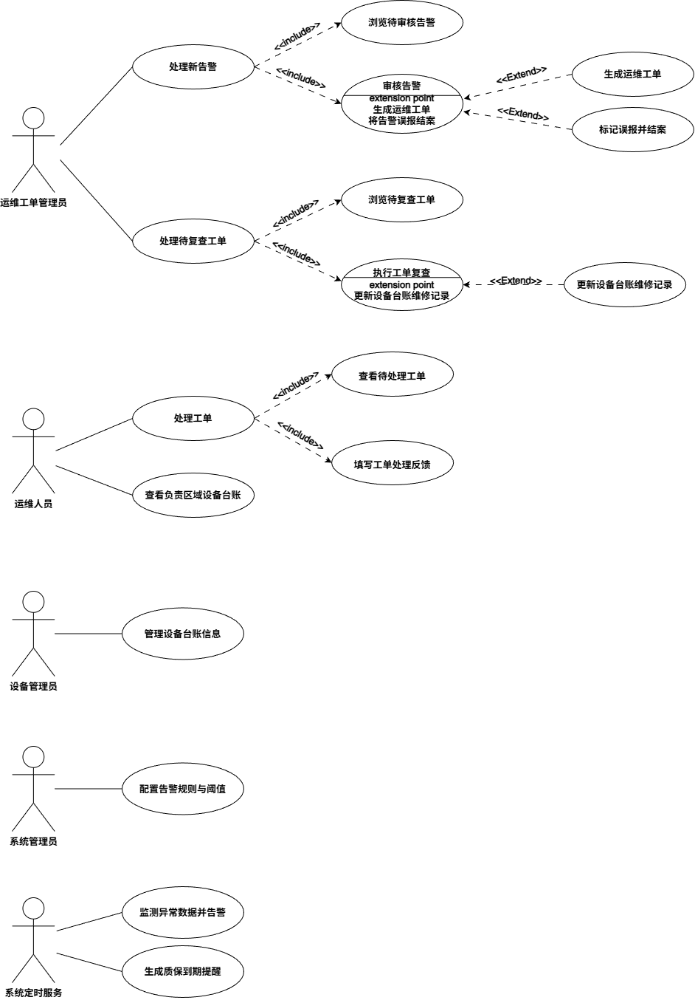 浏览待审核告警
<<include>>
处理新告警
<<include>>
审核告警
extension point
生成运维工单
将告警误报结案
<<Extend>>
生成运维工单
<<Extend>>
标记误报并结案
运维工单管理员
浏览待复查工单
<<include>>
处理待复查工单
<<include>>
执行工单复查
extension point
更新设备台账维修记录
<<Extend>>
更新设备台账维修记录
查看待处理工单
<<include>>
处理工单
<<include>>
填写工单处理反馈
查看负责区域设备台账
运维人员
管理设备台账信息
设备管理员
配置告警规则与阈值
系统管理员
监测异常数据并告警
生成质保到期提醒
系统定时服务